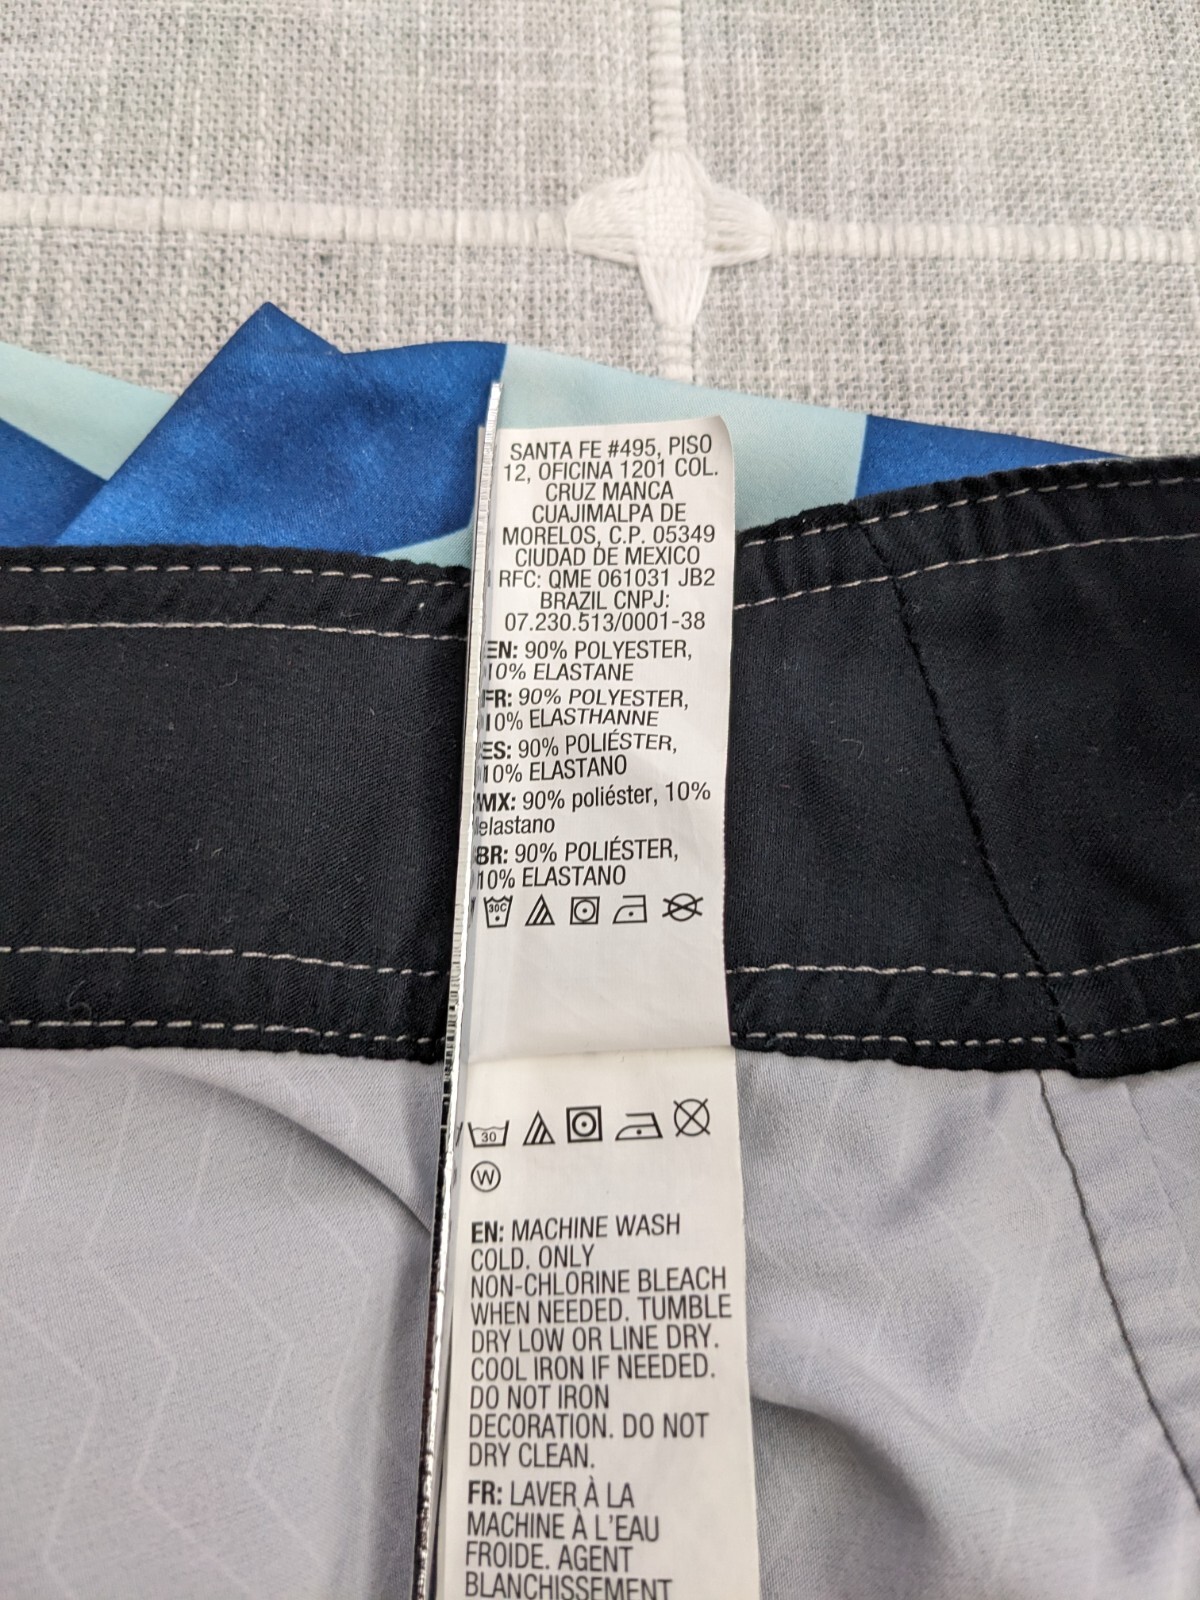 SANTA FE #495, PISO
12, OFICINA 1201 COL.
CRUZ MANCA
CUAJIMALPA DE
MORELOS, C.P. 05349
CIUDAD DE MEXICO
RFC: QME 061031 JB2
BRAZIL CNPJ:
07.230.513/0001-38
EN: 90% POLYESTER,
10% ELASTANE
FR: 90% POLYESTER,
10% ELASTHANNE
ES: 90% POLIÉSTER,
10% ELASTANO
MX: 90% poliéster, 10%
elastano
BR: 90% POLIÉSTER,
10% ELASTANO
30C
30
W
EN: MACHINE WASH
COLD. ONLY
NON-CHLORINE BLEACH
WHEN NEEDED. TUMBLE
DRY LOW OR LINE DRY.
COOL IRON IF NEEDED.
DO NOT IRON
DECORATION. DO NOT
DRY CLEAN.
FR: LAVER À LA
MACHINE À L'EAU
FROIDE. AGENT
BLANCHISSEMENT